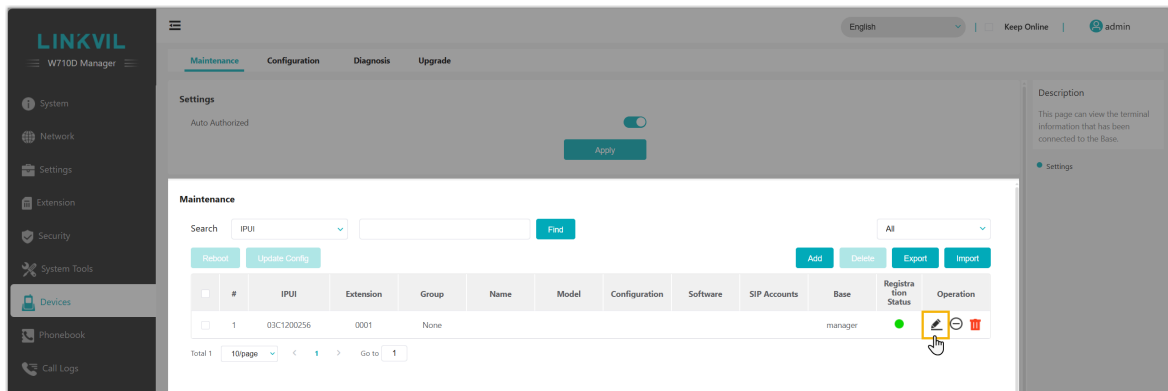 LINKVIL
W710D Manager
English
Keep Online
admin
Maintenance Configuration Diagnosis Upgrade
System
Network
Settings
Extension
Security
System Tools
Devices
Phonebook
Call Logs
Settings
Auto Authorized
Apply
Description
This page can view the terminal
information that has been
connected to the Base.
Settings
Maintenance
Search IPUI Find All
Reboot Update Config Add Delete Export Import
# IPUI Extension Group Name Model Configuration Software SIP Accounts Base Registra
tion
Status Operation
1 03C1200256 0001 None manager
Total 1 10/page < 1 > Go to 1